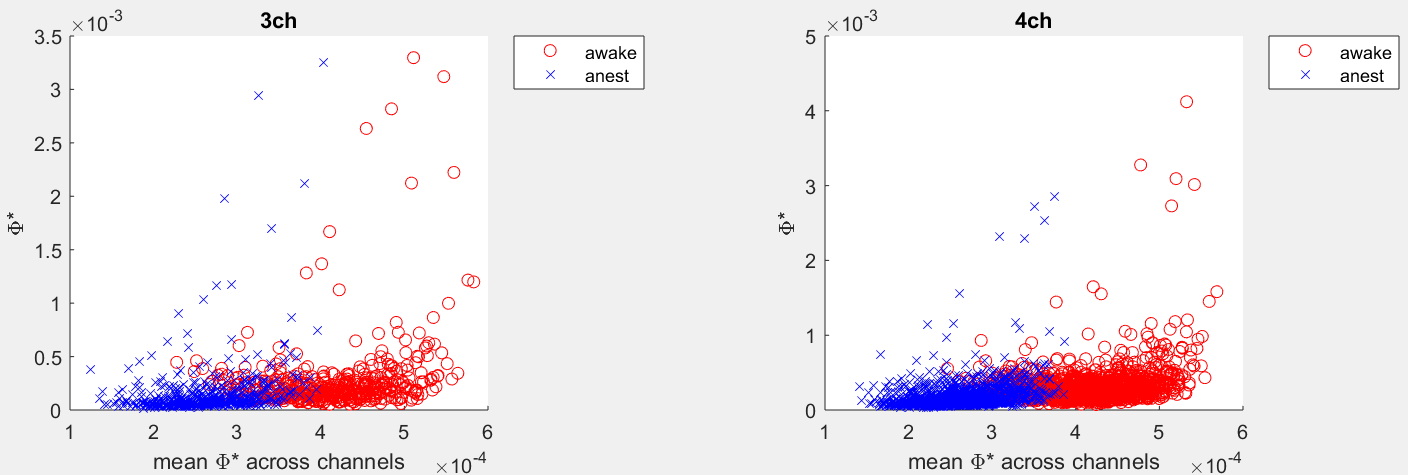 3ch
×10⁻³
3.5
3
2.5
2
1.5
1
0.5
0
Φ*
1 2 3 4 5 6
mean Φ* across channels
×10⁻⁴
awake
anest
4ch
×10⁻³
5
4
3
2
1
0
Φ*
1 2 3 4 5 6
mean Φ* across channels
×10⁻⁴
awake
anest